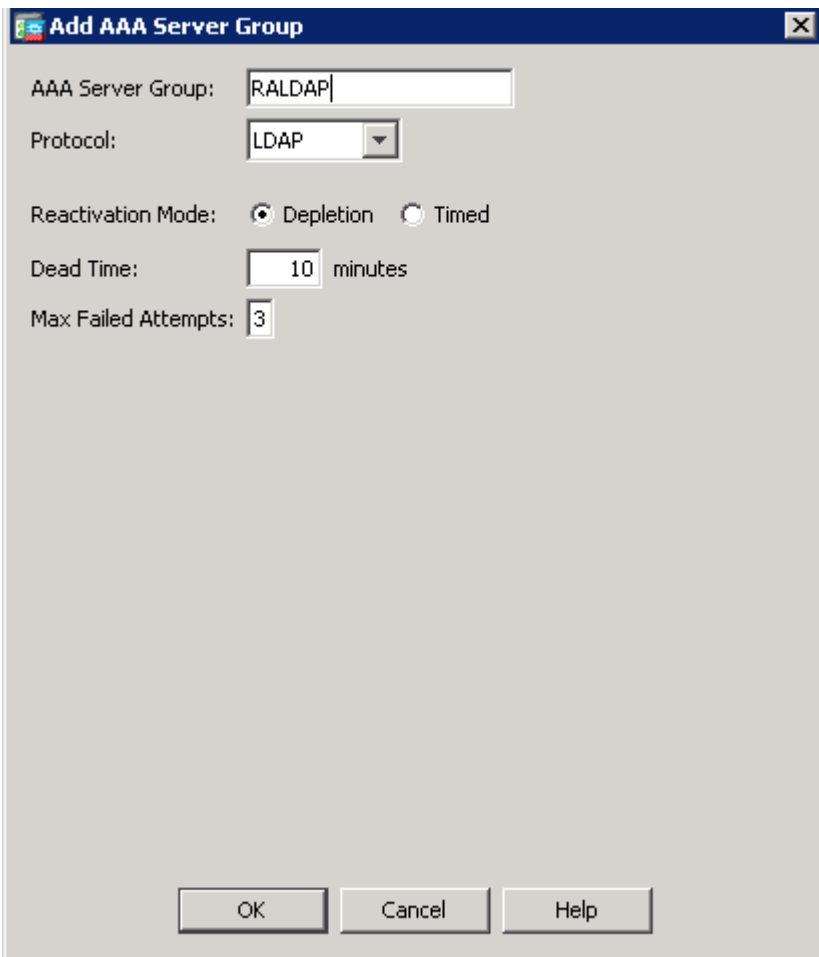 Add AAA Server Group
AAA Server Group: RALDAP
Protocol: LDAP
Reactivation Mode: Depletion Timed
Dead Time: 10 minutes
Max Failed Attempts: 3
OK Cancel Help